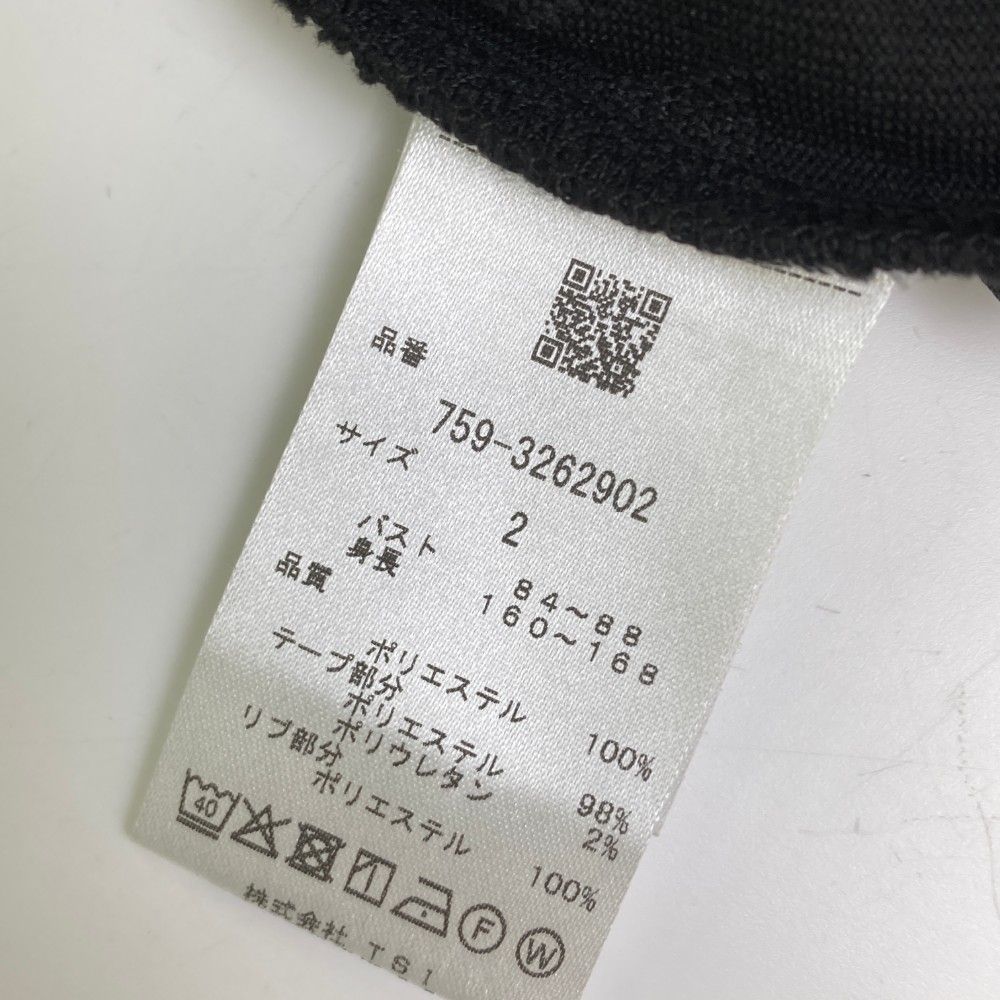 品番
759-3262902
サイズ
2
バスト 84~88
身長 160~168
品質
ポリエステル 100%
テープ部分
ポリエステル 98%
ポリウレタン 2%
リブ部分
ポリエステル 100%
40
F W
株式会社 TSI